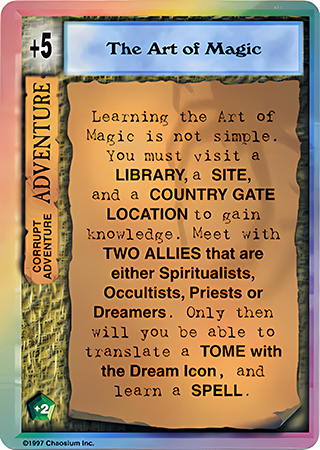 +5
The Art of Magic
CORRUPT
ADVENTURE
ADVENTURE
Learning the Art of
Magic is not simple.
You must visit a
LIBRARY, a SITE,
and a COUNTRY GATE
LOCATION to gain
knowledge. Meet with
TWO ALLIES that are
either Spiritualists,
Occultists, Priests or
Dreamers. Only then
will you be able to
translate a TOME with
the Dream Icon, and
learn a SPELL.
+2
©1997 Chaosium Inc.